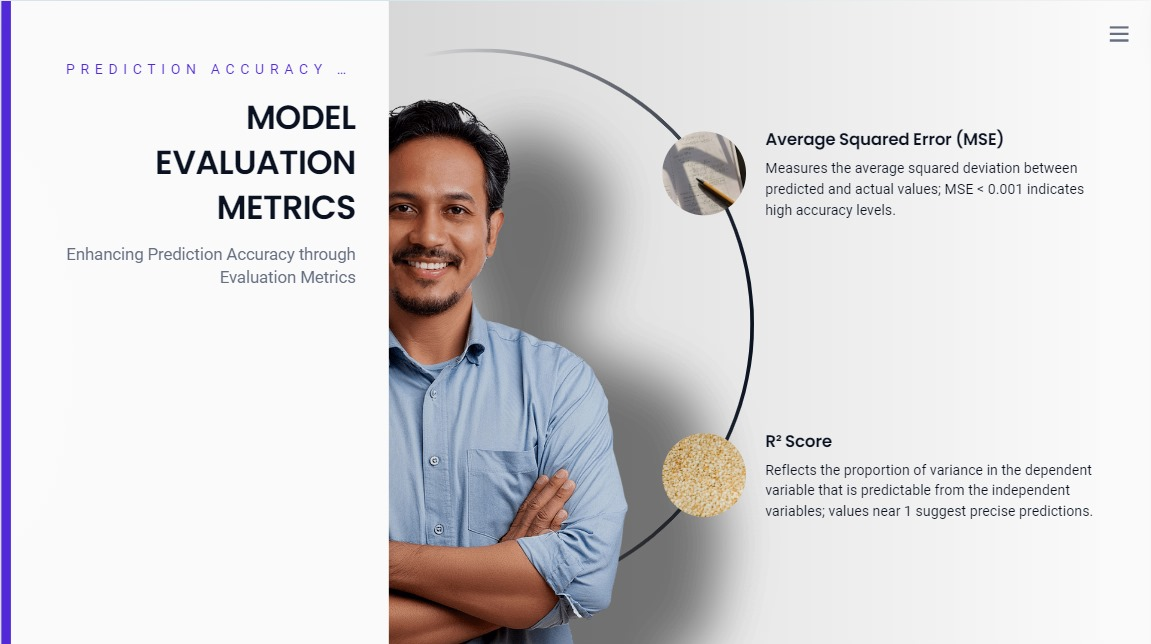 PREDICTION ACCURACY …
MODEL
EVALUATION
METRICS
Enhancing Prediction Accuracy through
Evaluation Metrics
Average Squared Error (MSE)
Measures the average squared deviation between
predicted and actual values; MSE < 0.001 indicates
high accuracy levels.
R² Score
Reflects the proportion of variance in the dependent
variable that is predictable from the independent
variables; values near 1 suggest precise predictions.